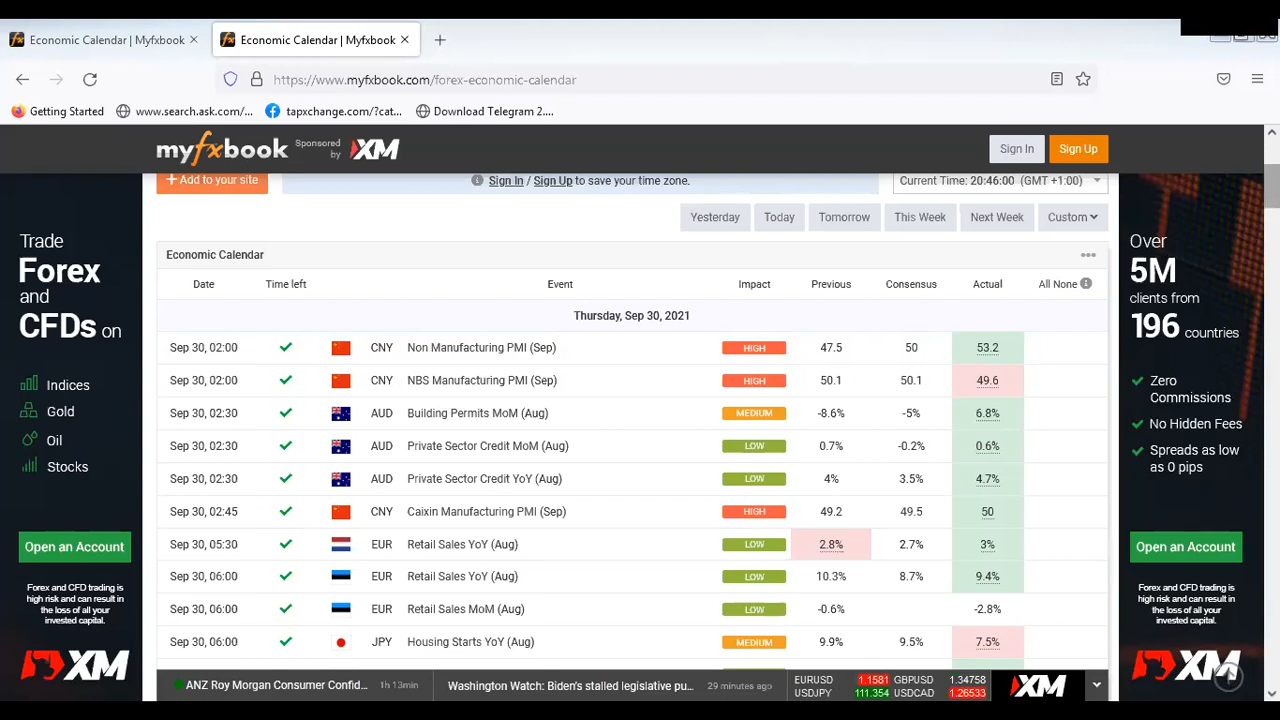 Economic Calendar | Myfxbook
Economic Calendar | Myfxbook
https://www.myfxbook.com/forex-economic-calendar
Getting Started
www.search.ask.com/...
tapxchange.com/?cat...
Download Telegram 2....
myfxbook
Sponsored by
XM
Sign In
Sign Up
+Add to your site
Sign In / Sign Up to save your time zone.
Current Time: 20:46:00 (GMT +1:00)
Yesterday
Today
Tomorrow
This Week
Next Week
Custom
Economic Calendar
Date Time left Event Impact Previous Consensus Actual All None
Thursday, Sep 30, 2021
Sep 30, 02:00 CNY Non Manufacturing PMI (Sep) HIGH 47.5 50 53.2
Sep 30, 02:00 CNY NBS Manufacturing PMI (Sep) HIGH 50.1 50.1 49.6
Sep 30, 02:30 AUD Building Permits MoM (Aug) MEDIUM -8.6% -5% 6.8%
Sep 30, 02:30 AUD Private Sector Credit MoM (Aug) LOW 0.7% -0.2% 0.6%
Sep 30, 02:30 AUD Private Sector Credit YoY (Aug) LOW 4% 3.5% 4.7%
Sep 30, 02:45 CNY Caixin Manufacturing PMI (Sep) HIGH 49.2 49.5 50
Sep 30, 05:30 EUR Retail Sales YoY (Aug) LOW 2.8% 2.7% 3%
Sep 30, 06:00 EUR Retail Sales YoY (Aug) LOW 10.3% 8.7% 9.4%
Sep 30, 06:00 EUR Retail Sales MoM (Aug) LOW -0.6% -2.8%
Sep 30, 06:00 JPY Housing Starts YoY (Aug) MEDIUM 9.9% 9.5% 7.5%
ANZ Roy Morgan Consumer Confid... 1h 13min
Washington Watch: Biden's stalled legislative pu... 29 minutes ago
EURUSD 1.1581 GBPUSD 1.34758
USDJPY 111.354 USDCAD 1.26533
XM
Trade
Forex
and
CFDs on
Indices
Gold
Oil
Stocks
Open an Account
Forex and CFD trading is
high risk and can result in
the loss of all your
invested capital.
XM
Over
5M
clients from
196 countries
Zero
Commissions
No Hidden Fees
Spreads as low
as 0 pips
Open an Account
Forex and CFD trading is
high risk and can result in
the loss of all your
invested capital.
XM